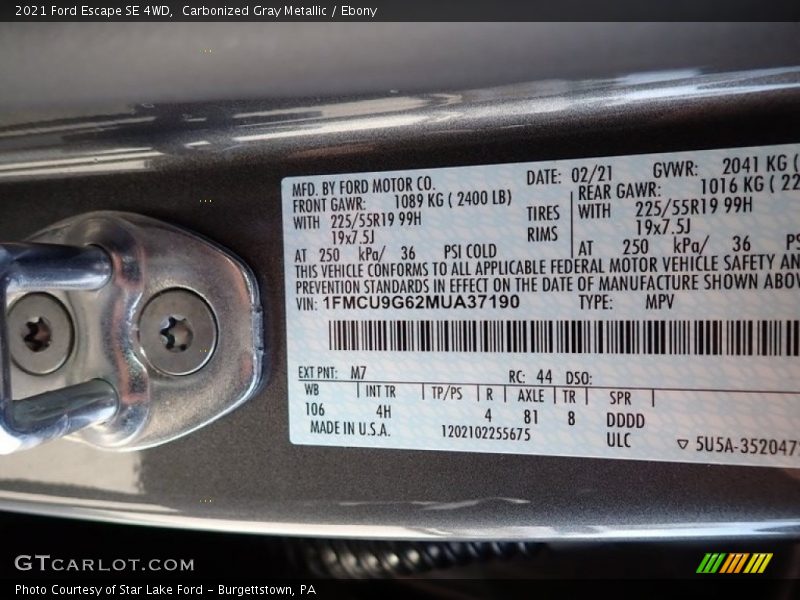 2021 Ford Escape SE 4WD, Carbonized Gray Metallic / Ebony
MFD. BY FORD MOTOR CO. DATE: 02/21 GVWR: 2041 KG (
FRONT GAWR: 1089 KG ( 2400 LB) REAR GAWR: 1016 KG ( 22
WITH 225/55R19 99H TIRES WITH 225/55R19 99H
19x7.5J RIMS 19x7.5J
AT 250 kPa/ 36 PSI COLD AT 250 kPa/ 36 PS
THIS VEHICLE CONFORMS TO ALL APPLICABLE FEDERAL MOTOR VEHICLE SAFETY AN
PREVENTION STANDARDS IN EFFECT ON THE DATE OF MANUFACTURE SHOWN ABOV
VIN: 1FMCU9G62MUA37190 TYPE: MPV
EXT PNT: M7 RC: 44 DSO:
WB INT TR TP/PS R AXLE TR SPR
106 4H 4 81 8 DDDD
MADE IN U.S.A. 1202102255675 ULC 5U5A-352047
GTCARLOT.COM
Photo Courtesy of Star Lake Ford - Burgettstown, PA